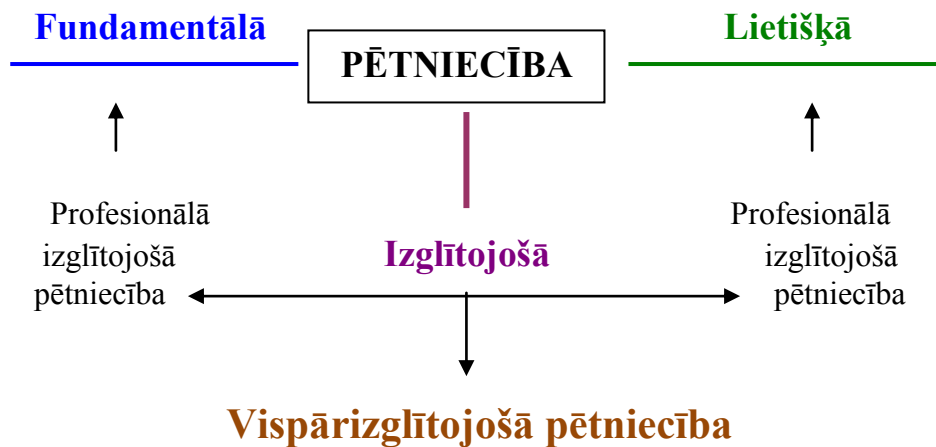 Fundamentālā
PĒTNIECĪBA
Lietišķā
Profesionālā
izglītojošā
pētniecība
Izglītojošā
Profesionālā
izglītojošā
pētniecība
Vispārizglītojošā pētniecība